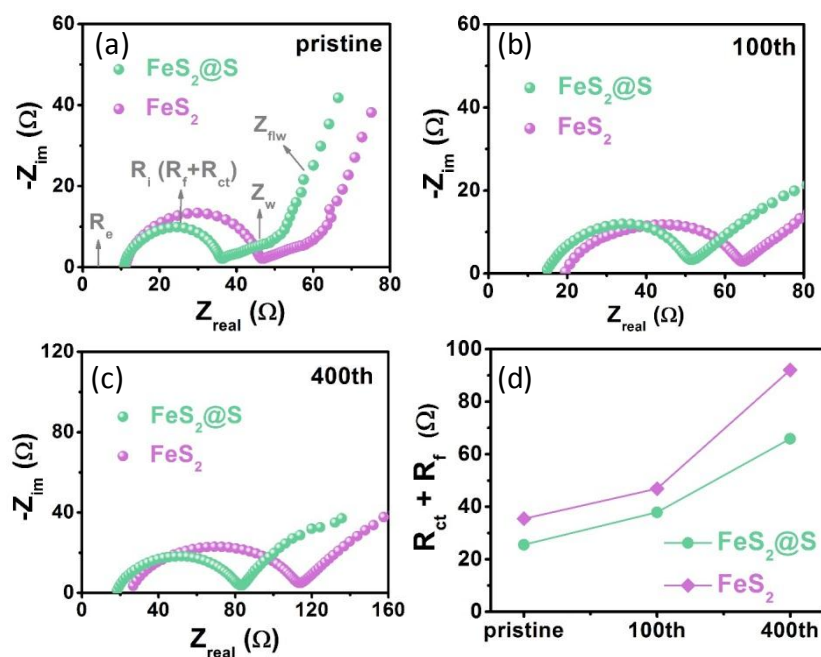 (a)
pristine
FeS₂@S
FeS₂
Z_flw
R_i (R_f+R_ct)
Z_w
R_e
-Z_im (Ω)
60
40
20
0
0 20 40 60 80
Z_real (Ω)
(b)
100th
FeS₂@S
FeS₂
-Z_im (Ω)
60
50
40
30
20
10
0
0 20 40 60 80
Z_real (Ω)
(c)
400th
FeS₂@S
FeS₂
-Z_im (Ω)
120
80
40
0
0 40 80 120 160
Z_real (Ω)
(d)
R_ct + R_f (Ω)
100
80
60
40
20
0
FeS₂@S
FeS₂
pristine 100th 400th